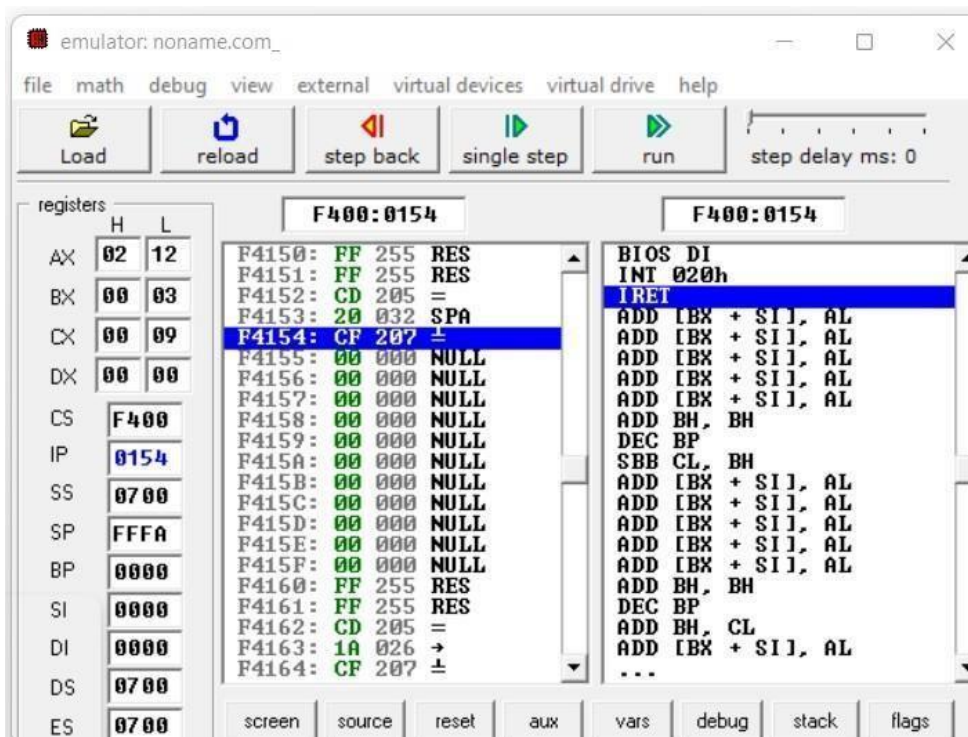 emulator: noname.com_
file math debug view external virtual devices virtual drive help
Load reload step back single step run step delay ms: 0
registers
H L
F400:0154
F400:0154
AX 02 12
BX 00 03
CX 00 09
DX 00 00
CS F400
IP 0154
SS 0700
SP FFFA
BP 0000
SI 0000
DI 0000
DS 0700
ES 0700
F4150: FF 255 RES
F4151: FF 255 RES
F4152: CD 205 =
F4153: 20 032 SPA
F4154: CF 207 ╧
F4155: 00 000 NULL
F4156: 00 000 NULL
F4157: 00 000 NULL
F4158: 00 000 NULL
F4159: 00 000 NULL
F415A: 00 000 NULL
F415B: 00 000 NULL
F415C: 00 000 NULL
F415D: 00 000 NULL
F415E: 00 000 NULL
F415F: 00 000 NULL
F4160: FF 255 RES
F4161: FF 255 RES
F4162: CD 205 =
F4163: 1A 026 →
F4164: CF 207 ╧
BIOS DI
INT 020h
IRET
ADD [BX + SI], AL
ADD [BX + SI], AL
ADD [BX + SI], AL
ADD [BX + SI], AL
ADD [BX + SI], AL
ADD BH, BH
DEC BP
SBB CL, BH
ADD [BX + SI], AL
ADD [BX + SI], AL
ADD [BX + SI], AL
ADD [BX + SI], AL
ADD [BX + SI], AL
ADD BH, BH
DEC BP
ADD BH, CL
ADD [BX + SI], AL
...
screen source reset aux vars debug stack flags